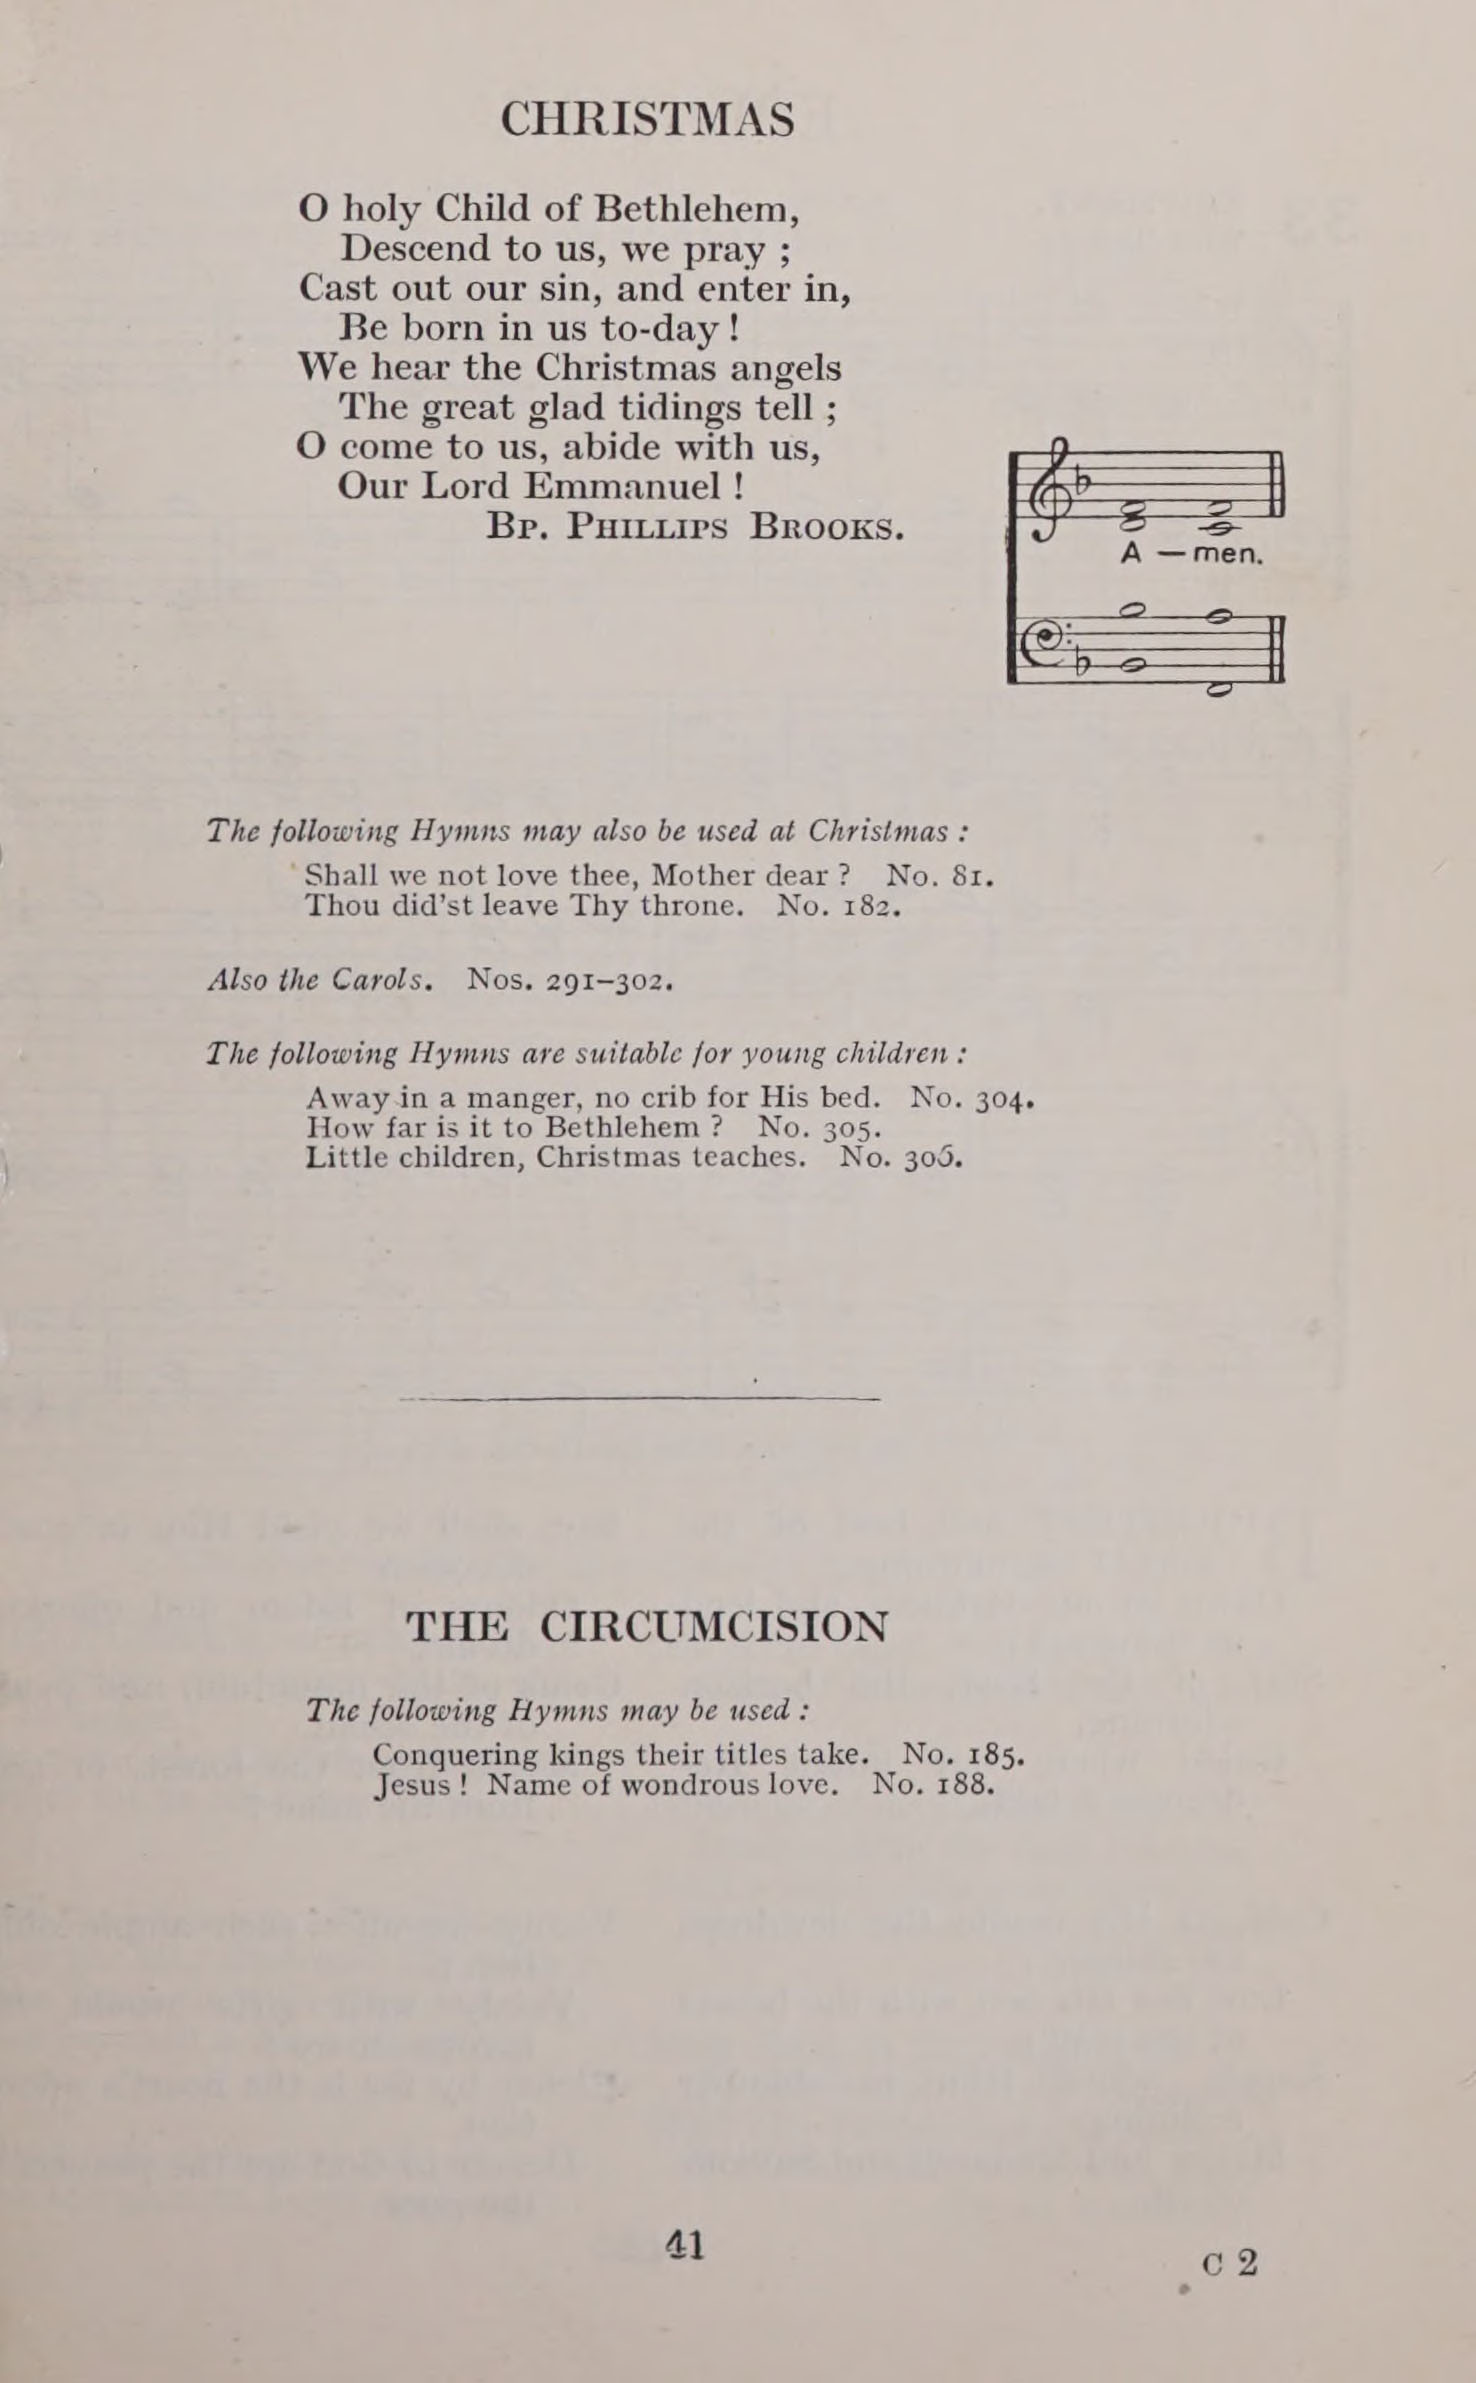 CHRISTMAS
O holy Child of Bethlehem,
Descend to us, we pray ;
Cast out our sin, and enter in,
Be born in us to-day !
We hear the Christmas angels
The great glad tidings tell ;
O come to us, abide with us,
Our Lord Emmanuel !
BP. PHILLIPS BROOKS.
A — men.
The following Hymns may also be used at Christmas :
Shall we not love thee, Mother dear ? No. 81.
Thou did'st leave Thy throne. No. 182.
Also the Carols. Nos. 291–302.
The following Hymns are suitable for young children :
Away in a manger, no crib for His bed. No. 304.
How far is it to Bethlehem ? No. 305.
Little children, Christmas teaches. No. 306.
THE CIRCUMCISION
The following Hymns may be used :
Conquering kings their titles take. No. 185.
Jesus ! Name of wondrous love. No. 188.
41
C 2